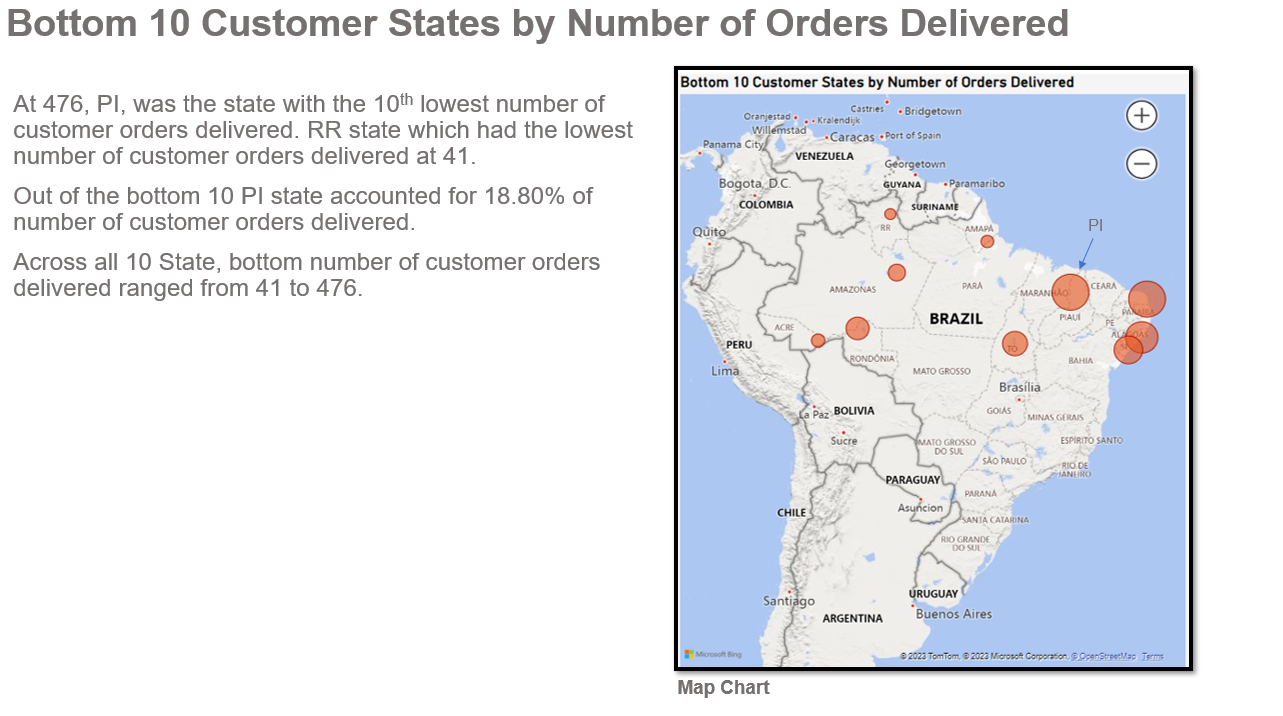 Bottom 10 Customer States by Number of Orders Delivered
At 476, PI, was the state with the 10th lowest number of
customer orders delivered. RR state which had the lowest
number of customer orders delivered at 41.
Out of the bottom 10 PI state accounted for 18.80% of
number of customer orders delivered.
Across all 10 State, bottom number of customer orders
delivered ranged from 41 to 476.
Bottom 10 Customer States by Number of Orders Delivered
Castries
Bridgetown
Oranjestad
Kralendijk
Willemstad
Caracas
Port of Spain
Panama City
VENEZUELA
Georgetown
Bogota, D.C.
GUYANA
Paramaribo
COLOMBIA
SURINAME
RR
AMAPÁ
PI
Quito
AMAZONAS
PARÁ
MARANHÃO
CEARÁ
PARAÍBA
BRAZIL
PIAUÍ
PE
ACRE
ALAGOAS
SE
PERU
TO
RONDÔNIA
BAHIA
Lima
MATO GROSSO
Brasília
La Paz
BOLIVIA
GOIÁS
MINAS GERAIS
Sucre
MATO GROSSO
DO SUL
ESPÍRITO SANTO
SÃO PAULO
RIO DE
JANEIRO
PARAGUAY
PARANÁ
Asuncion
CHILE
SANTA CATARINA
RIO GRANDE
DO SUL
URUGUAY
Santiago
ARGENTINA
Buenos Aires
Microsoft Bing
© 2023 TomTom, © 2023 Microsoft Corporation, © OpenStreetMap Terms
Map Chart